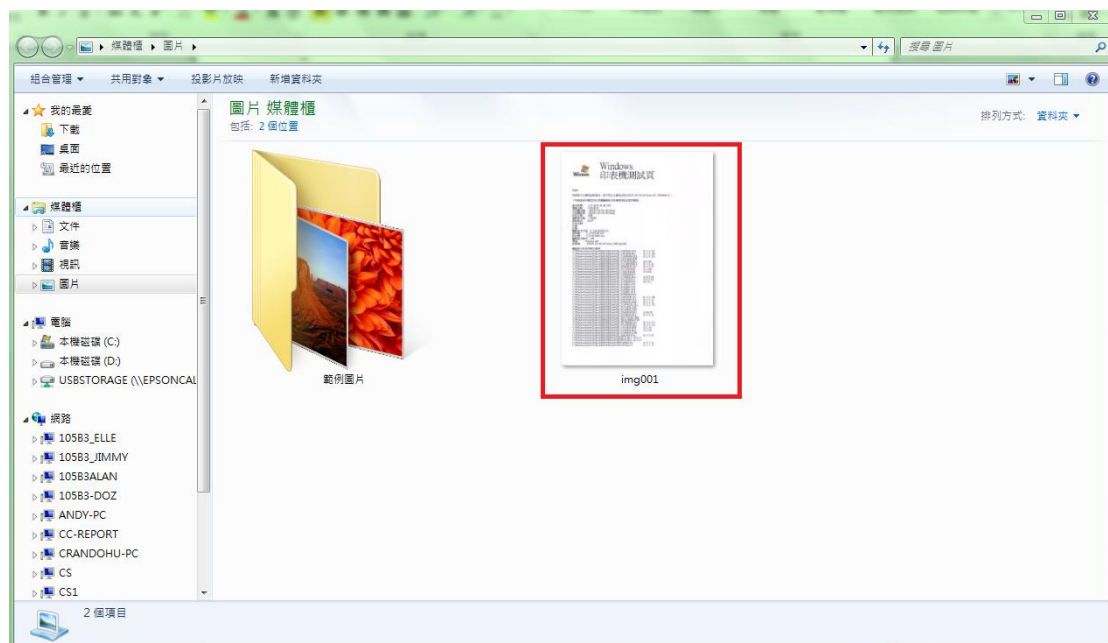 媒體櫃 ▸ 圖片 ▸
搜尋 圖片
組合管理 ▼ 共用對象 ▼ 投影片放映 新增資料夾
我的最愛
下載
桌面
最近的位置
媒體櫃
文件
音樂
視訊
圖片
電腦
本機磁碟 (C:)
本機磁碟 (D:)
USBSTORAGE (\\EPSONCAL
網路
105B3_ELLE
105B3_JIMMY
105B3ALAN
105B3-DOZ
ANDY-PC
CC-REPORT
CRANDOHU-PC
CS
CS1
圖片 媒體櫃
包括: 2 個位置
排列方式: 資料夾 ▼
範例圖片
Windows
印表機測試頁
img001
2 個項目